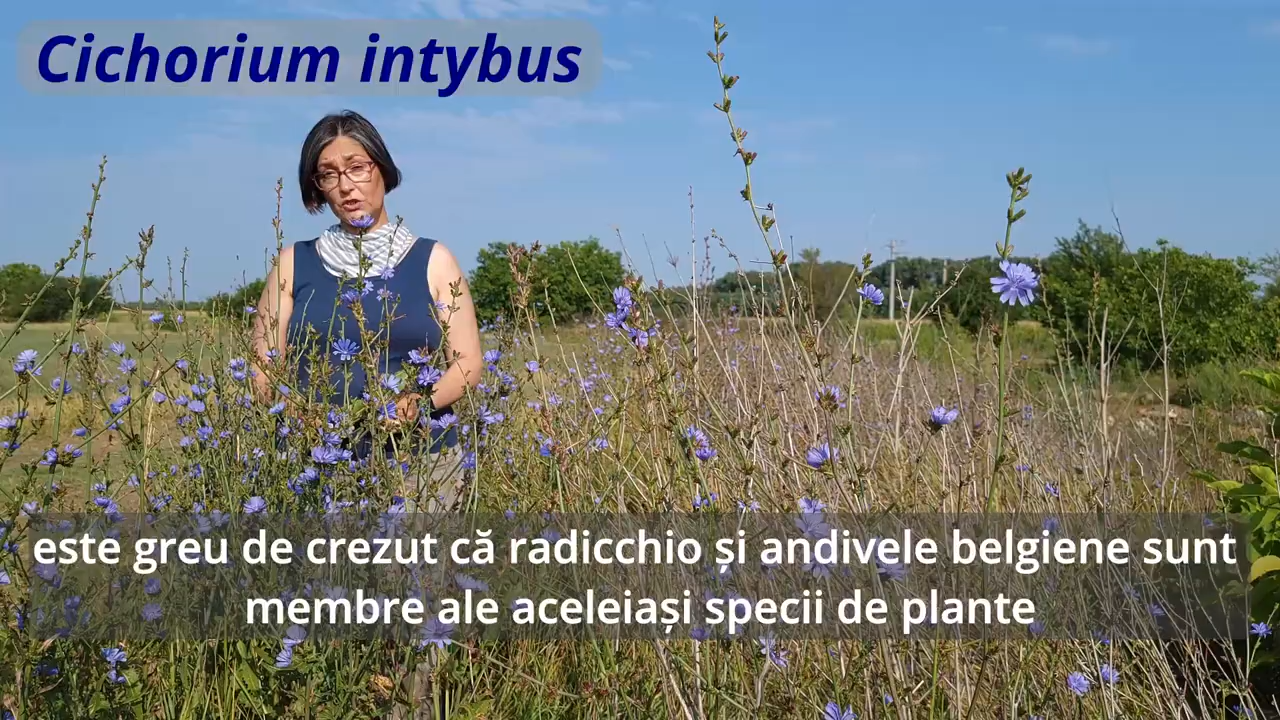 Cichorium intybus
este greu de crezut că radicchio și andivele belgiene sunt
membre ale aceleiași specii de plante